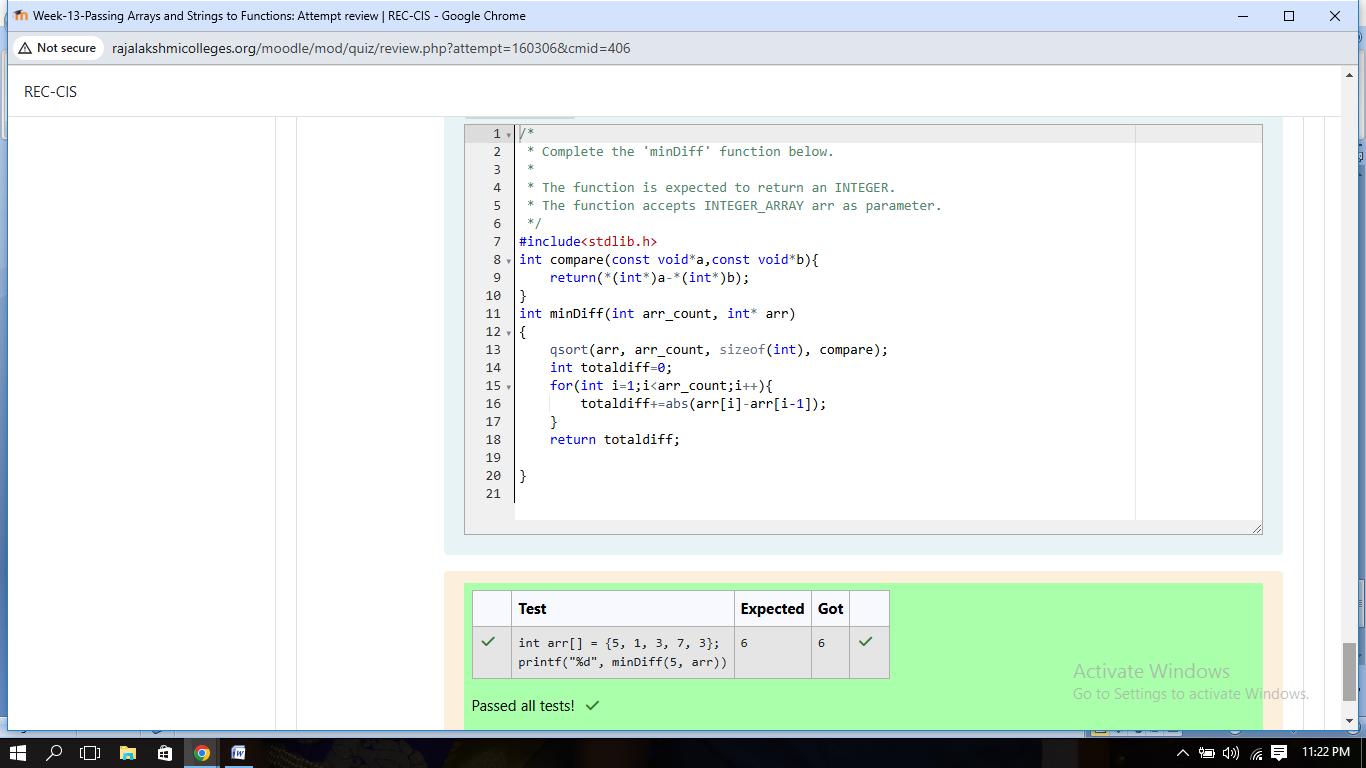 Week-13-Passing Arrays and Strings to Functions: Attempt review | REC-CIS - Google Chrome
Not secure rajalakshmicolleges.org/moodle/mod/quiz/review.php?attempt=160306&cmid=406
REC-CIS
1 /*
2  * Complete the 'minDiff' function below.
3  *
4  * The function is expected to return an INTEGER.
5  * The function accepts INTEGER_ARRAY arr as parameter.
6  */
7 #include<stdlib.h>
8 int compare(const void*a,const void*b){
9     return(*(int*)a-*(int*)b);
10 }
11 int minDiff(int arr_count, int* arr)
12 {
13     qsort(arr, arr_count, sizeof(int), compare);
14     int totaldiff=0;
15     for(int i=1;i<arr_count;i++){
16         totaldiff+=abs(arr[i]-arr[i-1]);
17     }
18     return totaldiff;
19
20 }
21
Test Expected Got
int arr[] = {5, 1, 3, 7, 3}; 6 6
printf("%d", minDiff(5, arr))
Passed all tests!
Activate Windows
Go to Settings to activate Windows.
11:22 PM